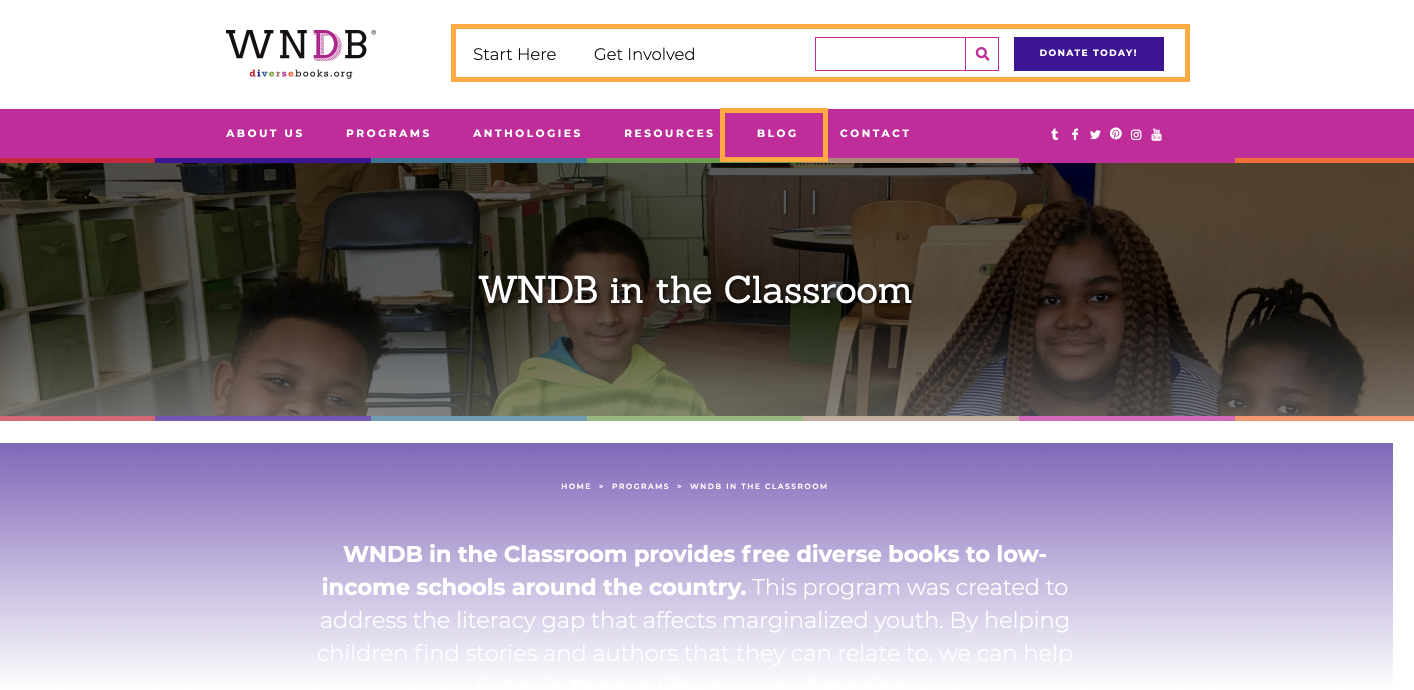 WNDB®
diversebooks.org
Start Here Get Involved DONATE TODAY!
ABOUT US PROGRAMS ANTHOLOGIES RESOURCES BLOG CONTACT
WNDB in the Classroom
HOME > PROGRAMS > WNDB IN THE CLASSROOM
WNDB in the Classroom provides free diverse books to low-
income schools around the country. This program was created to
address the literacy gap that affects marginalized youth. By helping
children find stories and authors that they can relate to, we can help